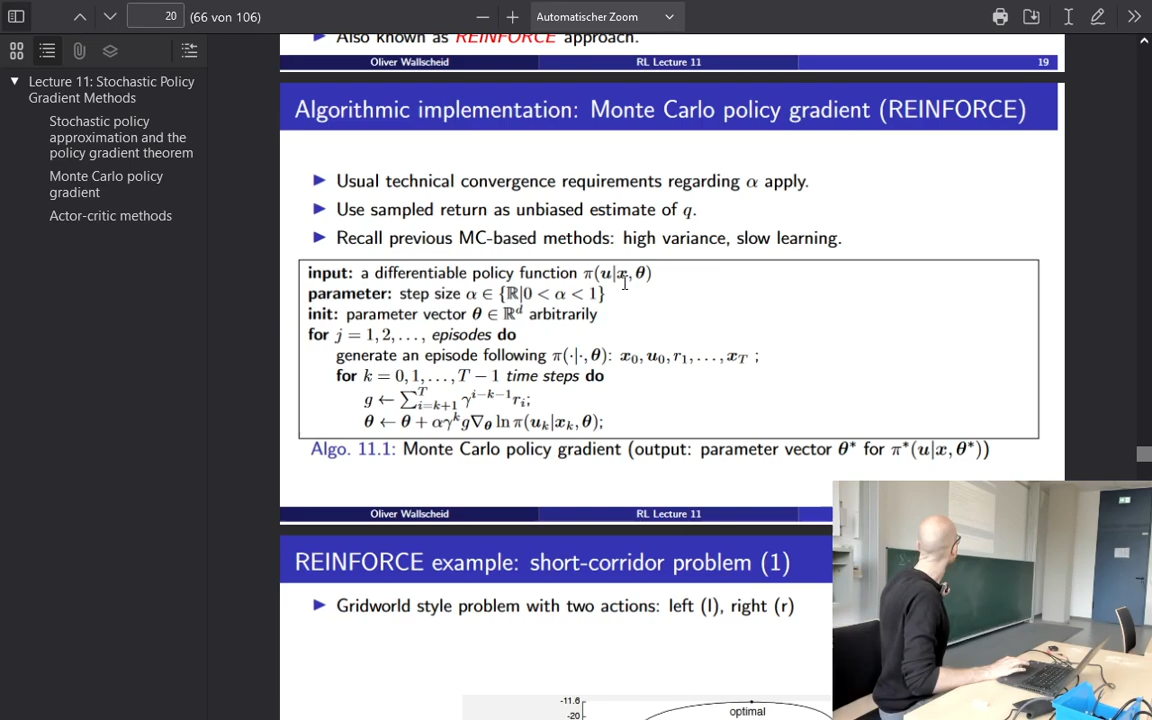 20 (66 von 106)
Automatischer Zoom
Lecture 11: Stochastic Policy
Gradient Methods
Stochastic policy
approximation and the
policy gradient theorem
Monte Carlo policy
gradient
Actor-critic methods
▶ Also known as REINFORCE approach.
Oliver Wallscheid RL Lecture 11 19
Algorithmic implementation: Monte Carlo policy gradient (REINFORCE)
▶ Usual technical convergence requirements regarding α apply.
▶ Use sampled return as unbiased estimate of q.
▶ Recall previous MC-based methods: high variance, slow learning.
input: a differentiable policy function π(u|x, θ)
parameter: step size α ∈ {ℝ|0 < α < 1}
init: parameter vector θ ∈ ℝ^d arbitrarily
for j = 1, 2, . . . , episodes do
generate an episode following π(·|·, θ): x_0, u_0, r_1, . . . , x_T ;
for k = 0, 1, . . . , T − 1 time steps do
g ← ∑_{i=k+1}^{T} γ^{i−k−1} r_i;
θ ← θ + αγ^k g∇_θ ln π(u_k|x_k, θ);
Algo. 11.1: Monte Carlo policy gradient (output: parameter vector θ* for π*(u|x, θ*))
Oliver Wallscheid RL Lecture 11
REINFORCE example: short-corridor problem (1)
▶ Gridworld style problem with two actions: left (l), right (r)
-11.6
-20
optimal